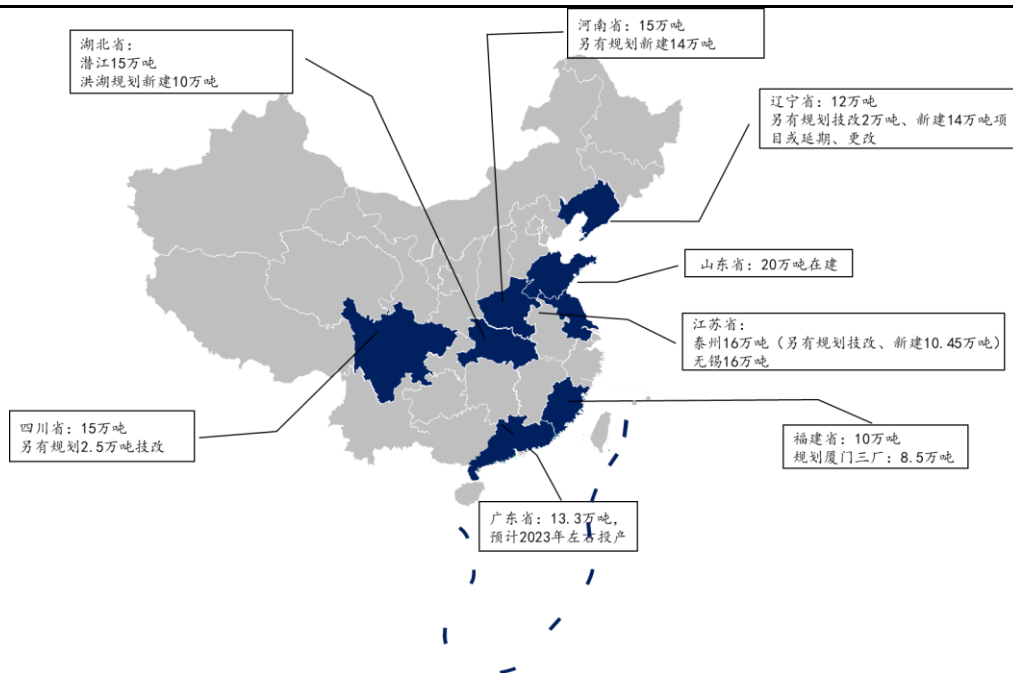 河南省：15万吨
另有规划新建14万吨
湖北省：
潜江15万吨
洪湖规划新建10万吨
辽宁省：12万吨
另有规划技改2万吨、新建14万吨项
目或延期、更改
山东省：20万吨在建
江苏省：
泰州16万吨（另有规划技改、新建10.45万吨）
无锡16万吨
四川省：15万吨
另有规划2.5万吨技改
福建省：10万吨
规划厦门三厂：8.5万吨
广东省：13.3万吨，
预计2023年左右投产